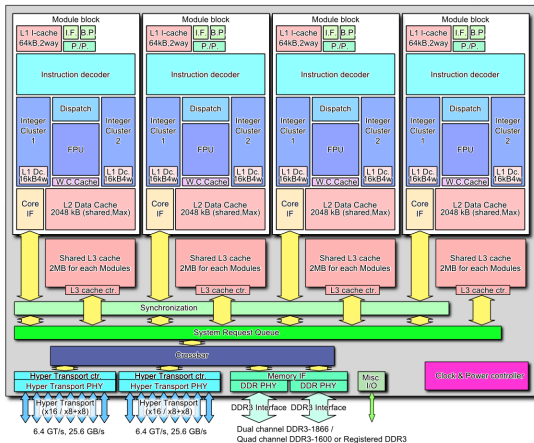 Module block
Module block
Module block
Module block
L1 I-cache
64kB,2way
I.F.
B.P
P./P.
L1 I-cache
64kB,2way
I.F.
B.P
P./P.
L1 I-cache
64kB,2way
I.F.
B.P
P./P.
L1 I-cache
64kB,2way
I.F.
B.P
P./P.
Instruction decoder
Instruction decoder
Instruction decoder
Instruction decoder
Integer
Cluster
1
Dispatch
FPU
Integer
Cluster
2
L1 Dc.
16kB4w
W.C.Cache
L1 Dc.
16kB4w
Integer
Cluster
1
Dispatch
FPU
Integer
Cluster
2
L1 Dc.
16kB4w
W.C.Cache
L1 Dc.
16kB4w
Integer
Cluster
1
Dispatch
FPU
Integer
Cluster
2
L1 Dc.
16kB4w
W.C.Cache
L1 Dc.
16kB4w
Integer
Cluster
1
Dispatch
FPU
Integer
Cluster
2
L1 Dc.
16kB4w
W.C.Cache
L1 Dc.
16kB4w
Core
IF
L2 Data Cache
2048 kB (shared,Max)
Core
IF
L2 Data Cache
2048 kB (shared,Max)
Core
IF
L2 Data Cache
2048 kB (shared,Max)
Core
IF
L2 Data Cache
2048 kB (shared,Max)
Shared L3 cache
2MB for each Modules
L3 cache ctr.
Shared L3 cache
2MB for each Modules
L3 cache ctr.
Shared L3 cache
2MB for each Modules
L3 cache ctr.
Shared L3 cache
2MB for each Modules
L3 cache ctr.
Synchronization
System Request Queue
Crossbar
Hyper Transport ctr.
Hyper Transport PHY
Hyper Transport ctr.
Hyper Transport PHY
Memory IF
DDR PHY
DDR PHY
Misc
I/O
Clock & Power controller
Hyper Transport
(x16 / x8+x8)
Hyper Transport
(x16 / x8+x8)
DDR3 Interface
DDR3 Interface
6.4 GT/s, 25.6 GB/s
6.4 GT/s, 25.6 GB/s
Dual channel DDR3-1866 /
Quad channel DDR3-1600 or Registered DDR3